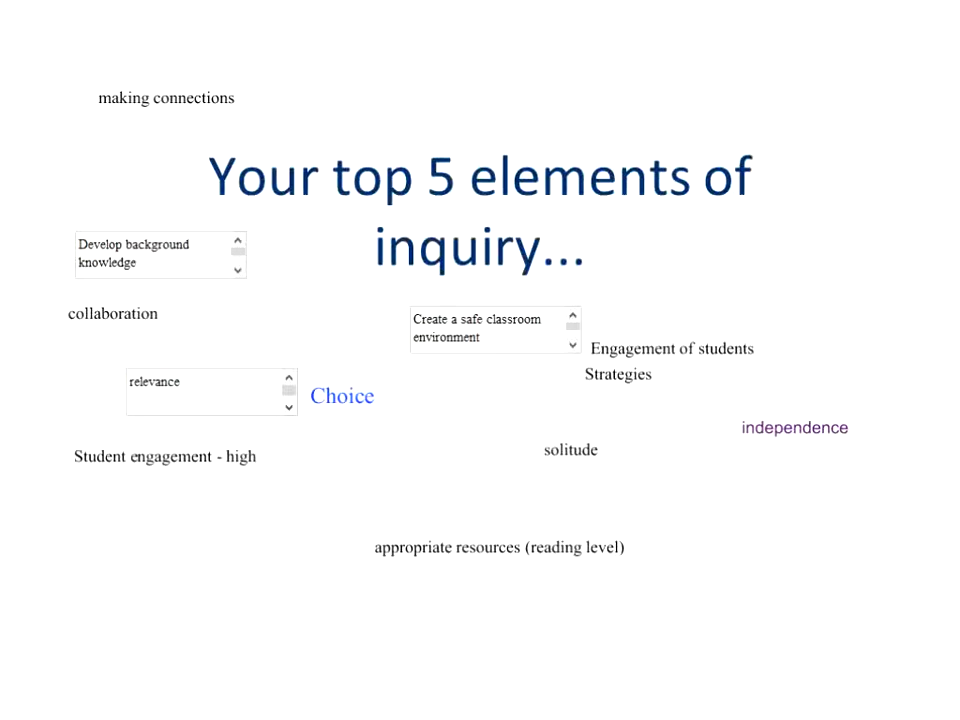 making connections
Your top 5 elements of
inquiry...
Develop background
knowledge
collaboration
Create a safe classroom
environment
Engagement of students
Strategies
relevance
Choice
independence
solitude
Student engagement - high
appropriate resources (reading level)